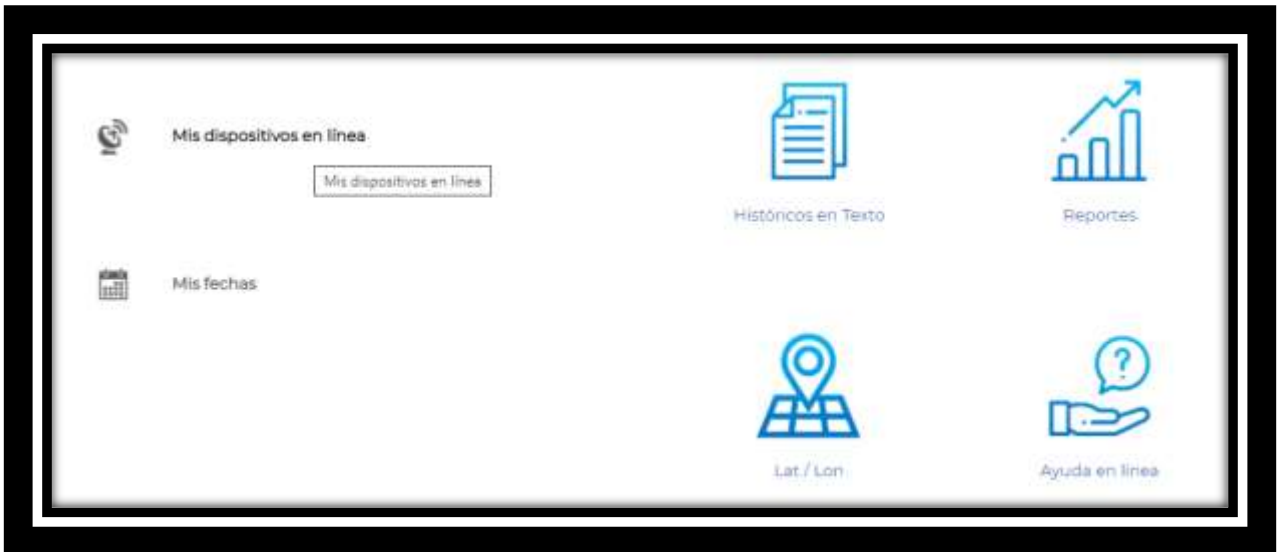 Mis dispositivos en línea
Mis dispositivos en línea
Mis fechas
Históricos en Texto
Reportes
Lat / Lon
Ayuda en línea